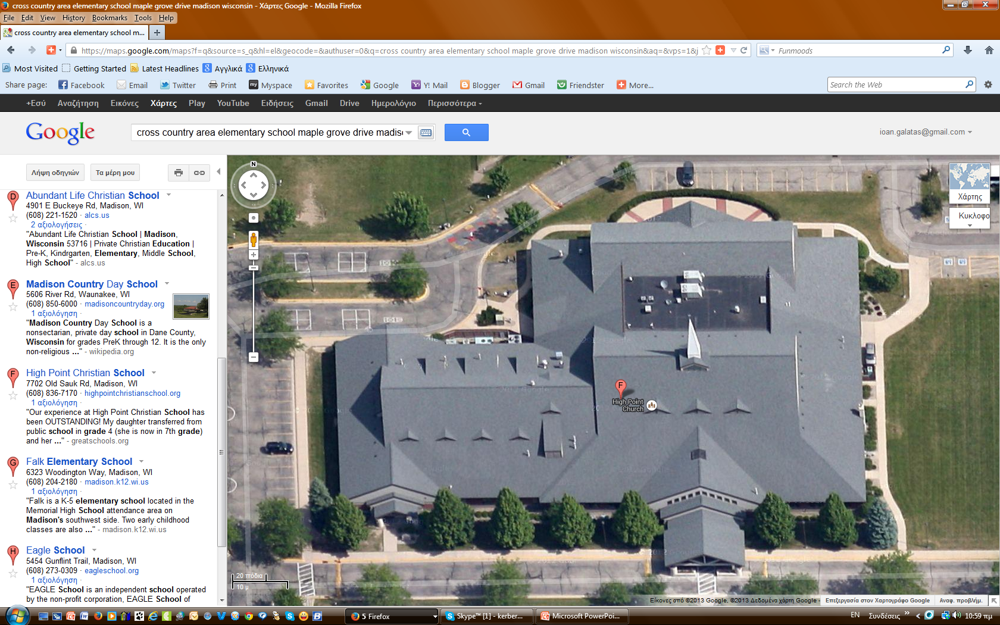 cross country area elementary school maple grove drive madison wisconsin - Χάρτες Google - Mozilla Firefox
File Edit View History Bookmarks Tools Help
cross country area elementary school m...
https://maps.google.com/maps?f=q&source=s_q&hl=el&geocode=&authuser=0&q=cross country area elementary school maple grove drive madison wisconsin&aq=&vps=1&j
Funmoods
Most Visited Getting Started Latest Headlines Αγγλικά Ελληνικά
Share page: Facebook Email Twitter Print Myspace Favorites Google Y! Mail Blogger Gmail Friendster More...
Search the Web
+Εσύ Αναζήτηση Εικόνες Χάρτες Play YouTube Ειδήσεις Gmail Drive Ημερολόγιο Περισσότερα
Google
cross country area elementary school maple grove drive madis
ioan.galatas@gmail.com
Λήψη οδηγιών Τα μέρη μου
D
Abundant Life Christian School
4901 E Buckeye Rd, Madison, WI
(608) 221-1520 · alcs.us
2 αξιολογήσεις ·
"Abundant Life Christian School | Madison,
Wisconsin 53716 | Private Christian Education |
Pre-K, Kindrgarten, Elementary, Middle School,
High School" - alcs.us
E
Madison Country Day School
5606 River Rd, Waunakee, WI
(608) 850-6000 · madisoncountryday.org
1 αξιολόγηση ·
"Madison Country Day School is a
nonsectarian, private day school in Dane County,
Wisconsin for grades PreK through 12. It is the only
non-religious ..." - wikipedia.org
F
High Point Christian School
7702 Old Sauk Rd, Madison, WI
(608) 836-7170 · highpointchristianschool.org
1 αξιολόγηση ·
"Our experience at High Point Christian School has
been OUTSTANDING! My daughter transferred from
public school in grade 4 (she is now in 7th grade)
and her ..." - greatschools.org
G
Falk Elementary School
6323 Woodington Way, Madison, WI
(608) 204-2180 · madison.k12.wi.us
1 αξιολόγηση ·
"Falk is a K-5 elementary school located in the
Memorial High School attendance area on
Madison's southwest side. Two early childhood
classes are also ..." - madison.k12.wi.us
H
Eagle School
5454 Gunflint Trail, Madison, WI
(608) 273-0309 · eagleschool.org
1 αξιολόγηση ·
"EAGLE School is an independent school operated
by the non-profit corporation, EAGLE School of
N
Χάρτης
Κυκλοφο
F
High Point
Church
20 πόδια
10 μ
Εικόνες από ©2013 Google, ©2013 Δεδομένα χάρτη Google - Επεξεργασία στον Χαρτογράφο Google Αναφ. προβλήμ.
5 Firefox
Skype™ [1] - kerber...
Microsoft PowerPoi...
EN Συνδέσεις 10:59 πμ